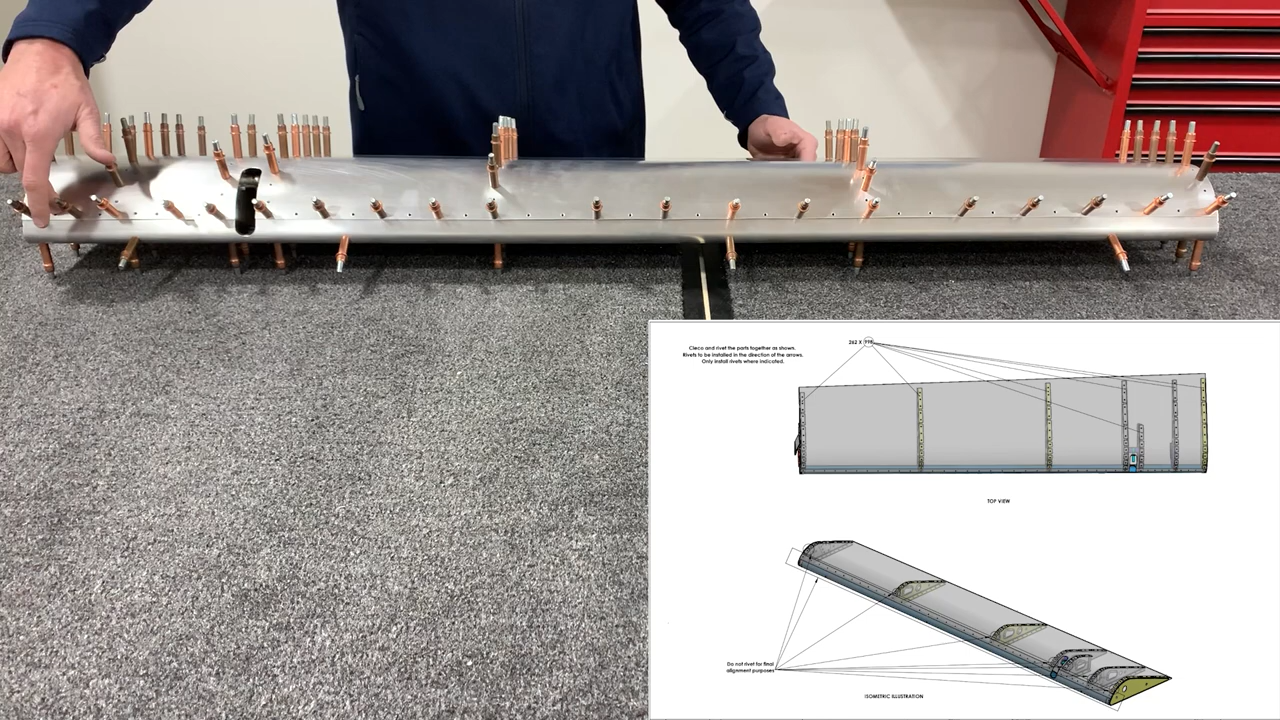 Cleco and rivet the parts together as shown.
Rivets to be installed in the direction of the arrows.
Only install rivets where indicated.
262 X
TOP VIEW
Do not rivet for final
alignment purposes
ISOMETRIC ILLUSTRATION